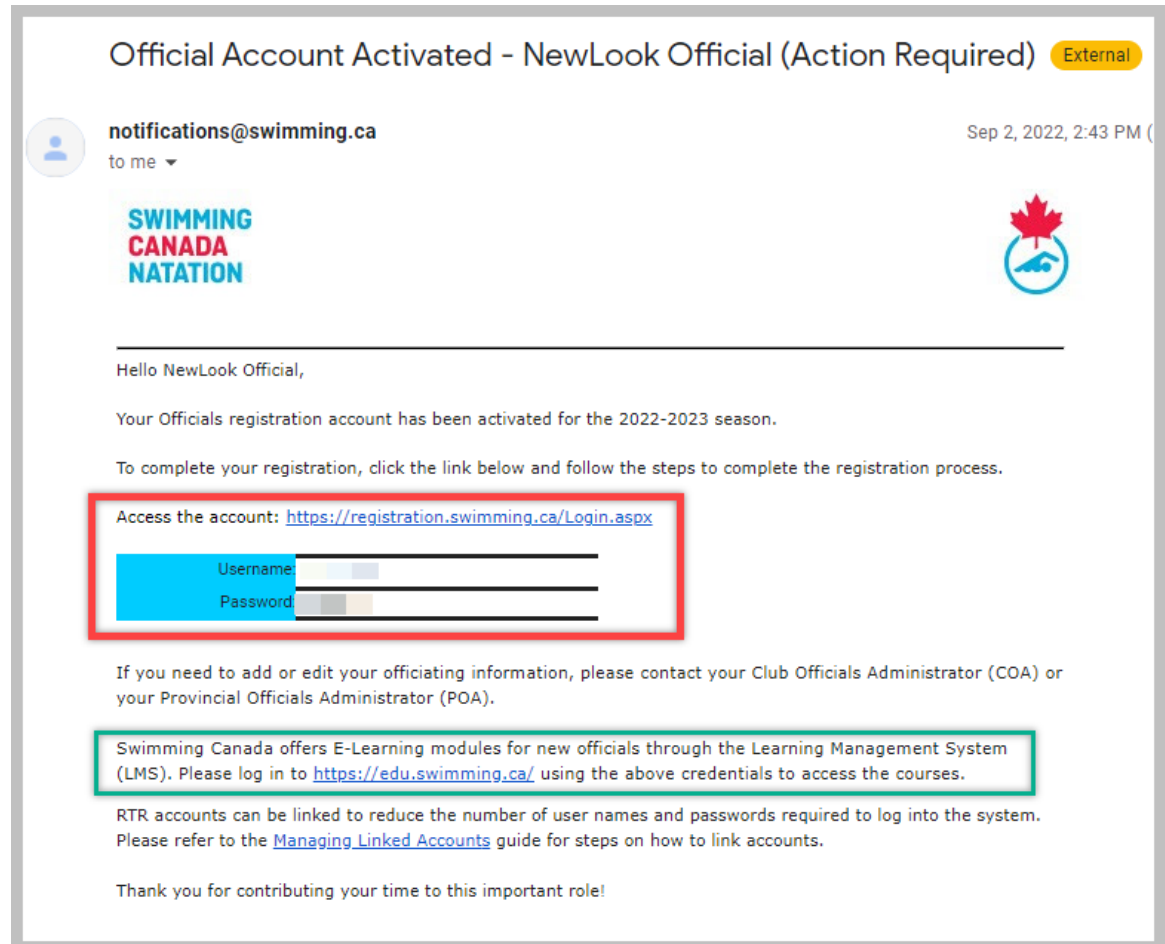 Official Account Activated - NewLook Official (Action Required) External
notifications@swimming.ca Sep 2, 2022, 2:43 PM (
to me
SWIMMING
CANADA
NATATION
Hello NewLook Official,
Your Officials registration account has been activated for the 2022-2023 season.
To complete your registration, click the link below and follow the steps to complete the registration process.
Access the account: https://registration.swimming.ca/Login.aspx
Username:
Password:
If you need to add or edit your officiating information, please contact your Club Officials Administrator (COA) or
your Provincial Officials Administrator (POA).
Swimming Canada offers E-Learning modules for new officials through the Learning Management System
(LMS). Please log in to https://edu.swimming.ca/ using the above credentials to access the courses.
RTR accounts can be linked to reduce the number of user names and passwords required to log into the system.
Please refer to the Managing Linked Accounts guide for steps on how to link accounts.
Thank you for contributing your time to this important role!